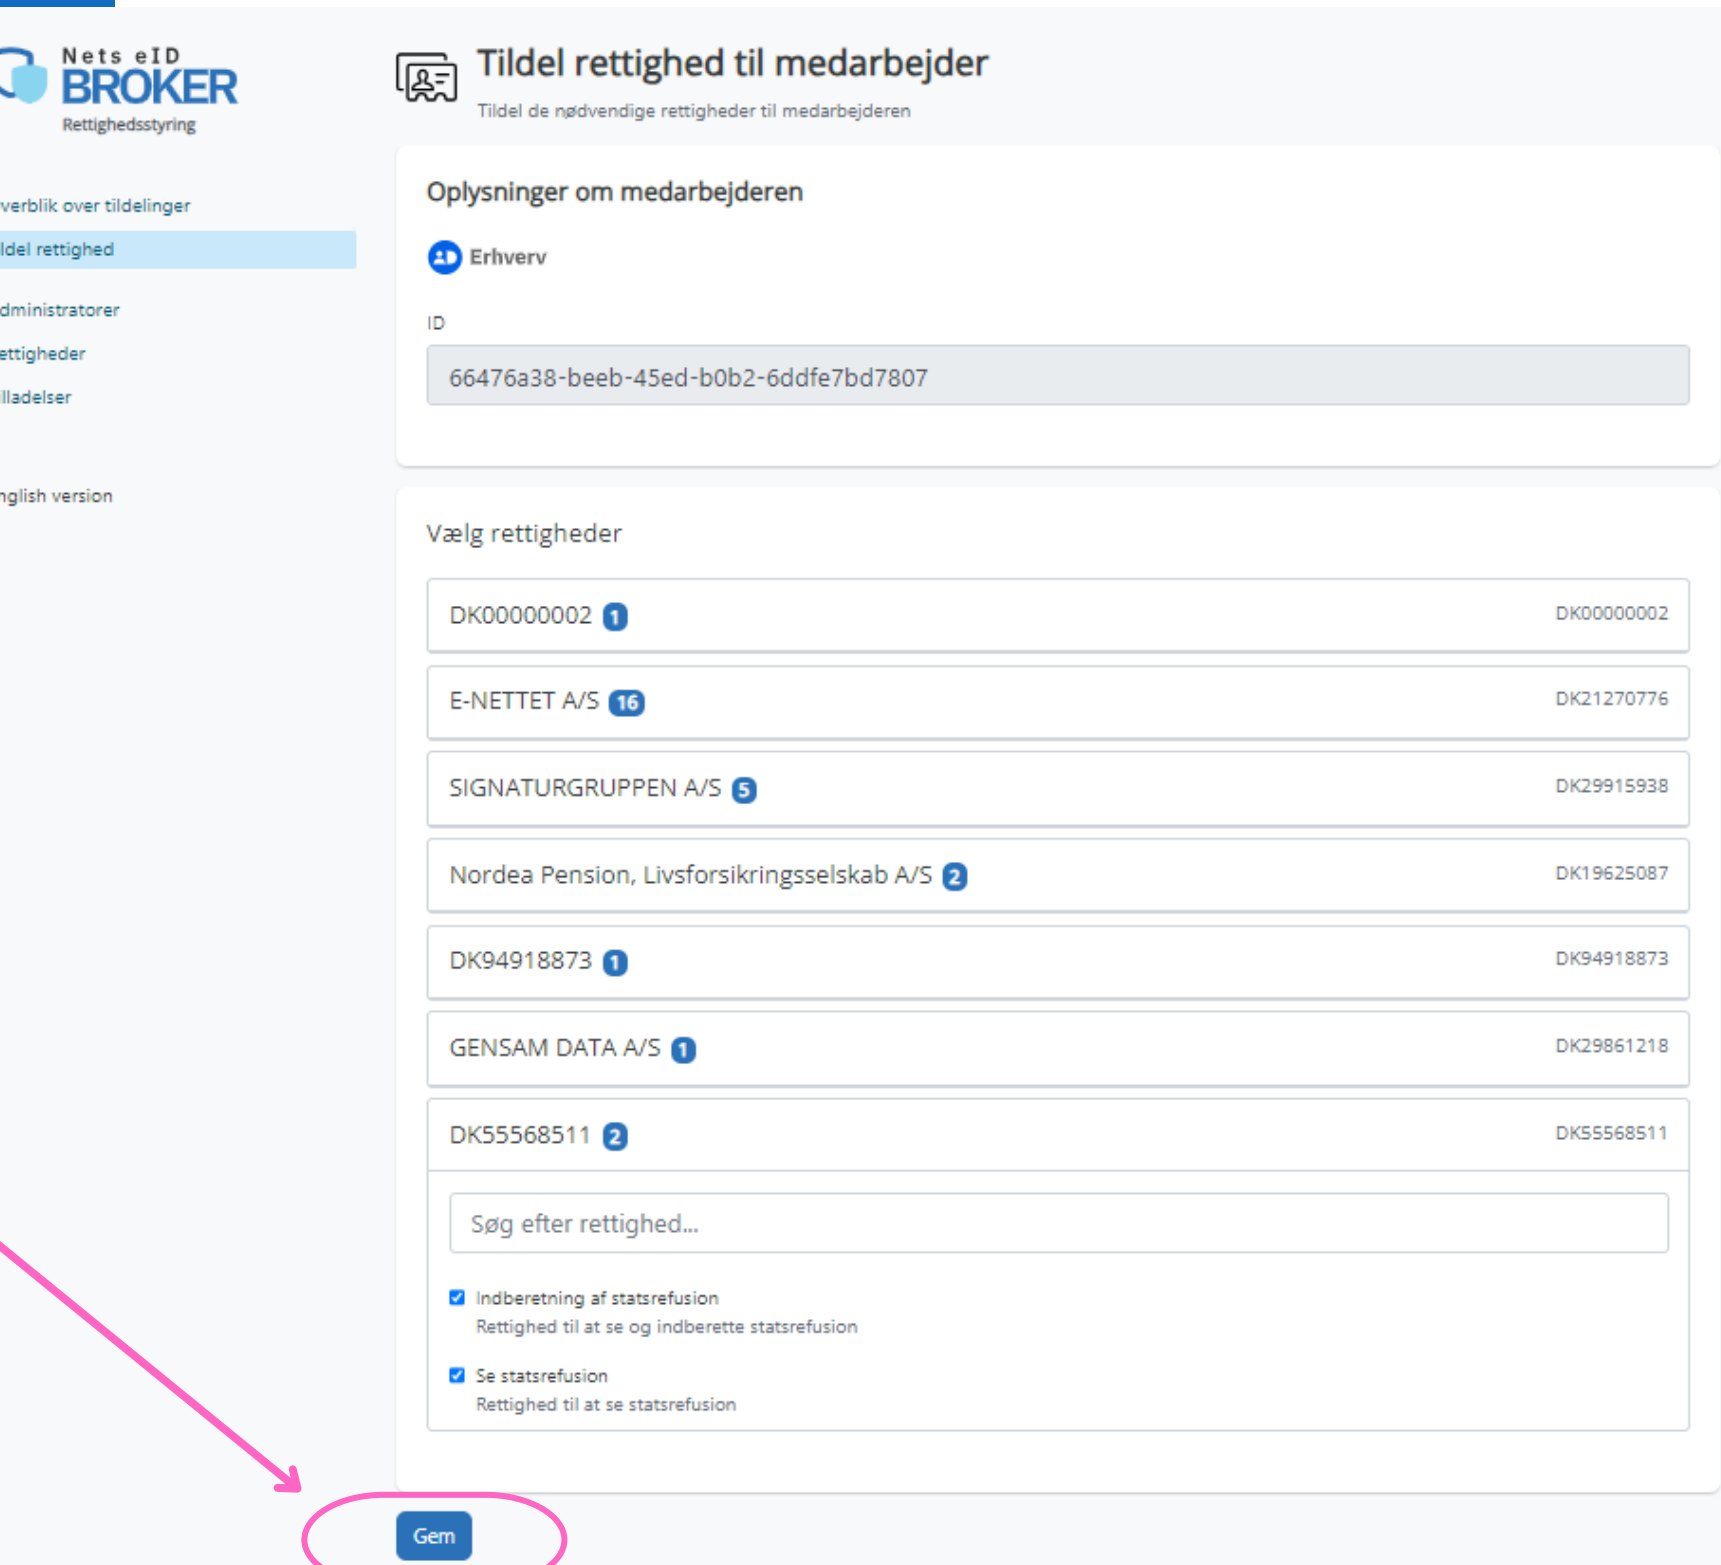 Nets eID
BROKER
Rettighedsstyring
verblik over tildelinger
ldel rettighed
dministratorer
ettigheder
lladelser
nglish version
Tildel rettighed til medarbejder
Tildel de nødvendige rettigheder til medarbejderen
Oplysninger om medarbejderen
Erhverv
ID
66476a38-beeb-45ed-b0b2-6ddfe7bd7807
Vælg rettigheder
DK00000002 1 DK00000002
E-NETTET A/S 16 DK21270776
SIGNATURGRUPPEN A/S 5 DK29915938
Nordea Pension, Livsforsikringsselskab A/S 2 DK19625087
DK94918873 1 DK94918873
GENSAM DATA A/S 1 DK29861218
DK55568511 2 DK55568511
Søg efter rettighed...
Indberetning af statsrefusion
Rettighed til at se og indberette statsrefusion
Se statsrefusion
Rettighed til at se statsrefusion
Gem